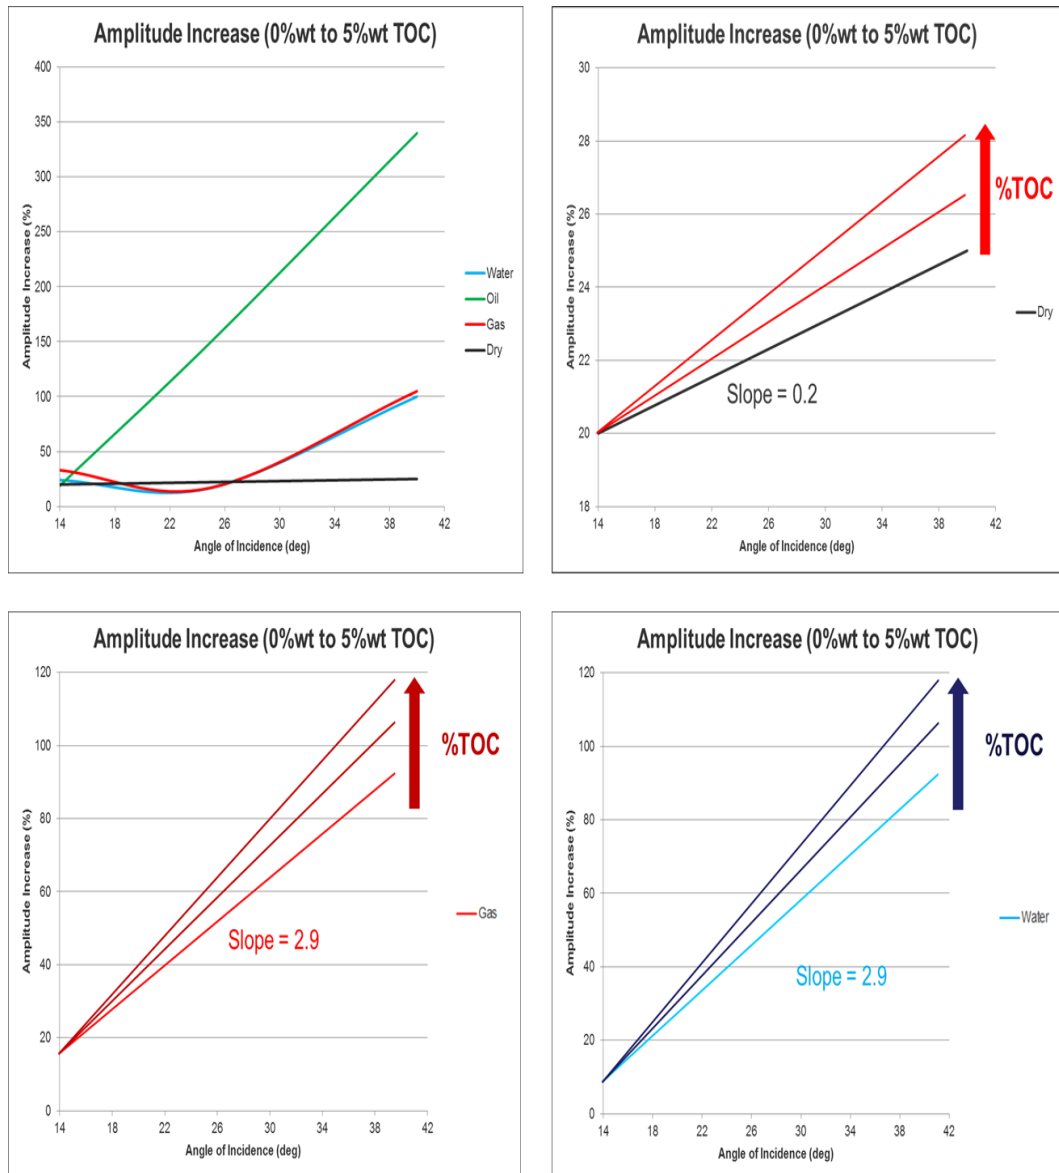 Amplitude Increase (0%wt to 5%wt TOC)
400
350
300
250
200
150
100
50
0
14 18 22 26 30 34 38 42
Amplitude Increase (%)
Angle of Incidence (deg)
Water
Oil
Gas
Dry
Amplitude Increase (0%wt to 5%wt TOC)
30
28
26
24
22
20
18
14 18 22 26 30 34 38 42
Amplitude Increase (%)
Angle of Incidence (deg)
%TOC
Slope = 0.2
Dry
Amplitude Increase (0%wt to 5%wt TOC)
120
100
80
60
40
20
0
14 18 22 26 30 34 38 42
Amplitude Increase (%)
Angle of Incidence (deg)
%TOC
Slope = 2.9
Gas
Amplitude Increase (0%wt to 5%wt TOC)
120
100
80
60
40
20
0
14 18 22 26 30 34 38 42
Amplitude Increase (%)
Angle of Incidence (deg)
%TOC
Slope = 2.9
Water